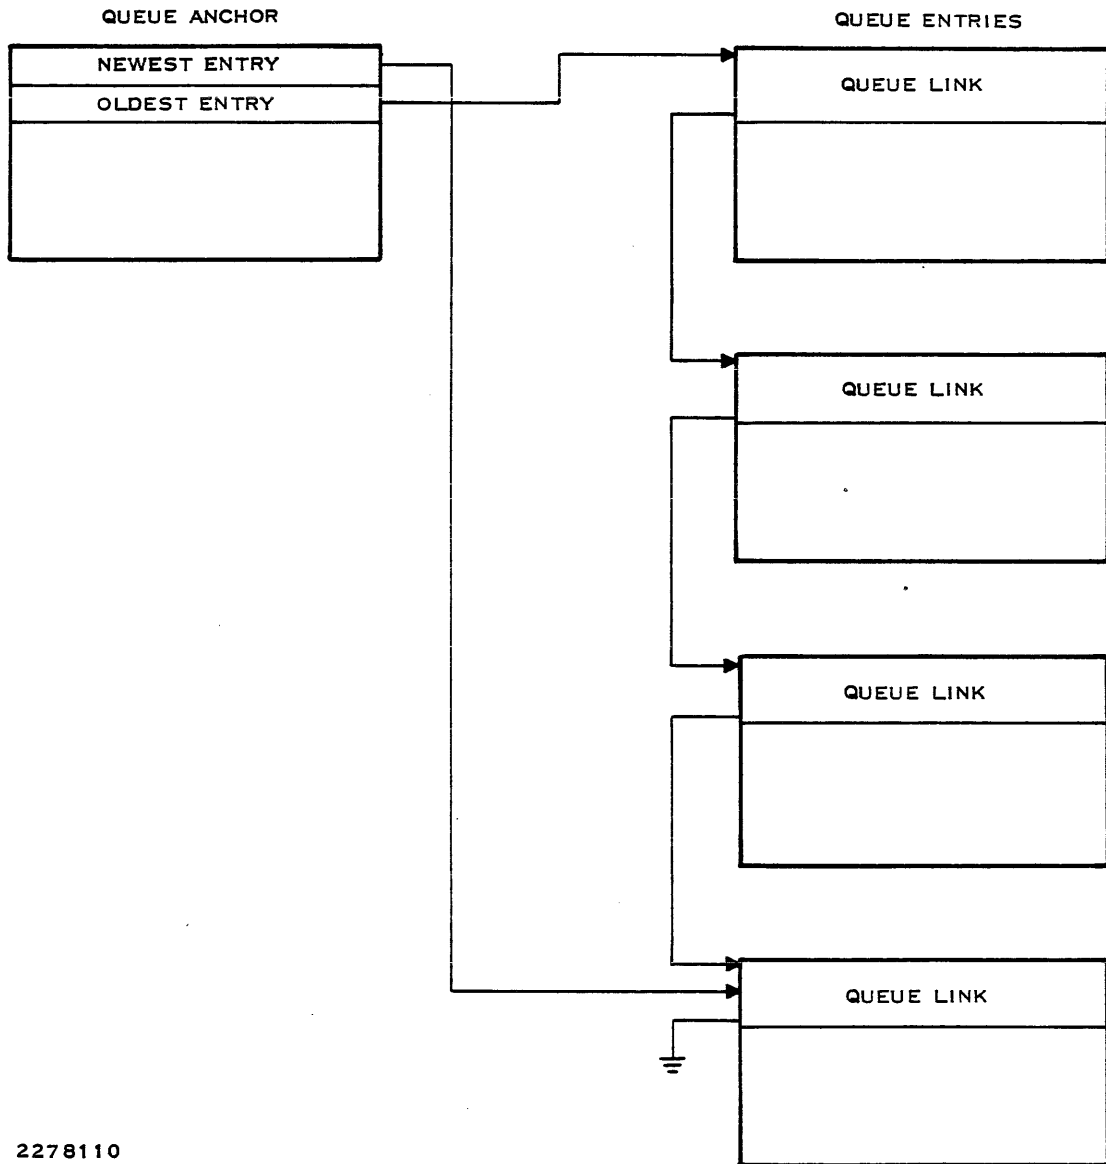 QUEUE ANCHOR
QUEUE ENTRIES
NEWEST ENTRY
OLDEST ENTRY
QUEUE LINK
QUEUE LINK
QUEUE LINK
QUEUE LINK
2278110